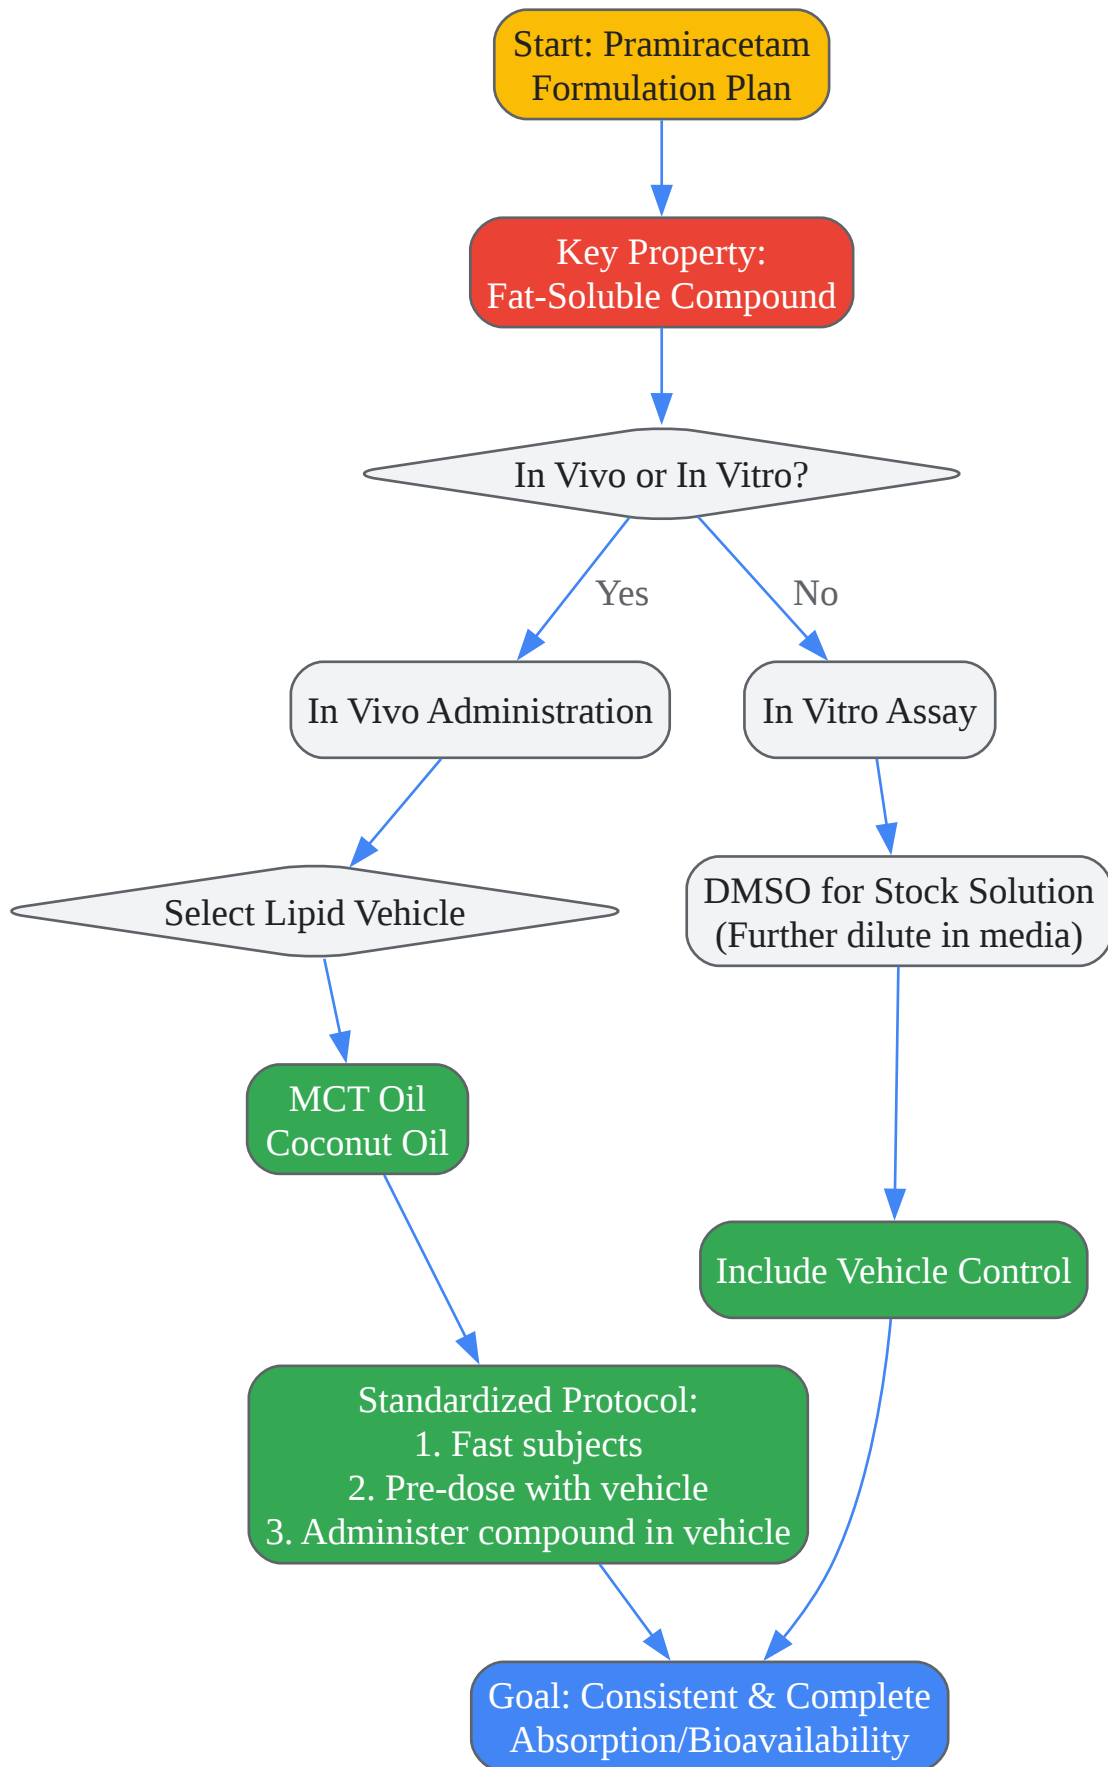 Start: Pramiracetam
Formulation Plan
Key Property:
Fat-Soluble Compound
In Vivo or In Vitro?
Yes
No
In Vivo Administration
In Vitro Assay
Select Lipid Vehicle
DMSO for Stock Solution
(Further dilute in media)
MCT Oil
Coconut Oil
Include Vehicle Control
Standardized Protocol:
1. Fast subjects
2. Pre-dose with vehicle
3. Administer compound in vehicle
Goal: Consistent & Complete
Absorption/Bioavailability